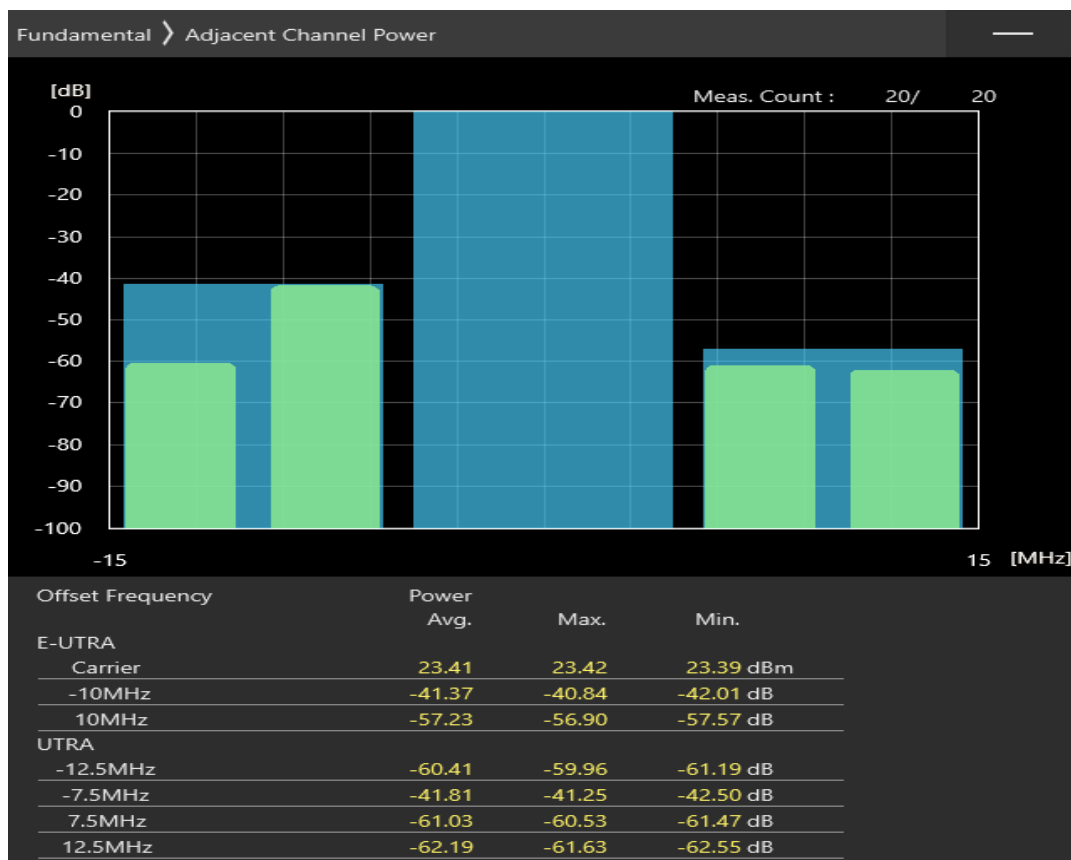 Fundamental ❯ Adjacent Channel Power
[dB]
Meas. Count : 20/ 20
0
-10
-20
-30
-40
-50
-60
-70
-80
-90
-100
-15 15 [MHz]
Offset Frequency Power
Avg. Max. Min.
E-UTRA
Carrier 23.41 23.42 23.39 dBm
-10MHz -41.37 -40.84 -42.01 dB
10MHz -57.23 -56.90 -57.57 dB
UTRA
-12.5MHz -60.41 -59.96 -61.19 dB
-7.5MHz -41.81 -41.25 -42.50 dB
7.5MHz -61.03 -60.53 -61.47 dB
12.5MHz -62.19 -61.63 -62.55 dB